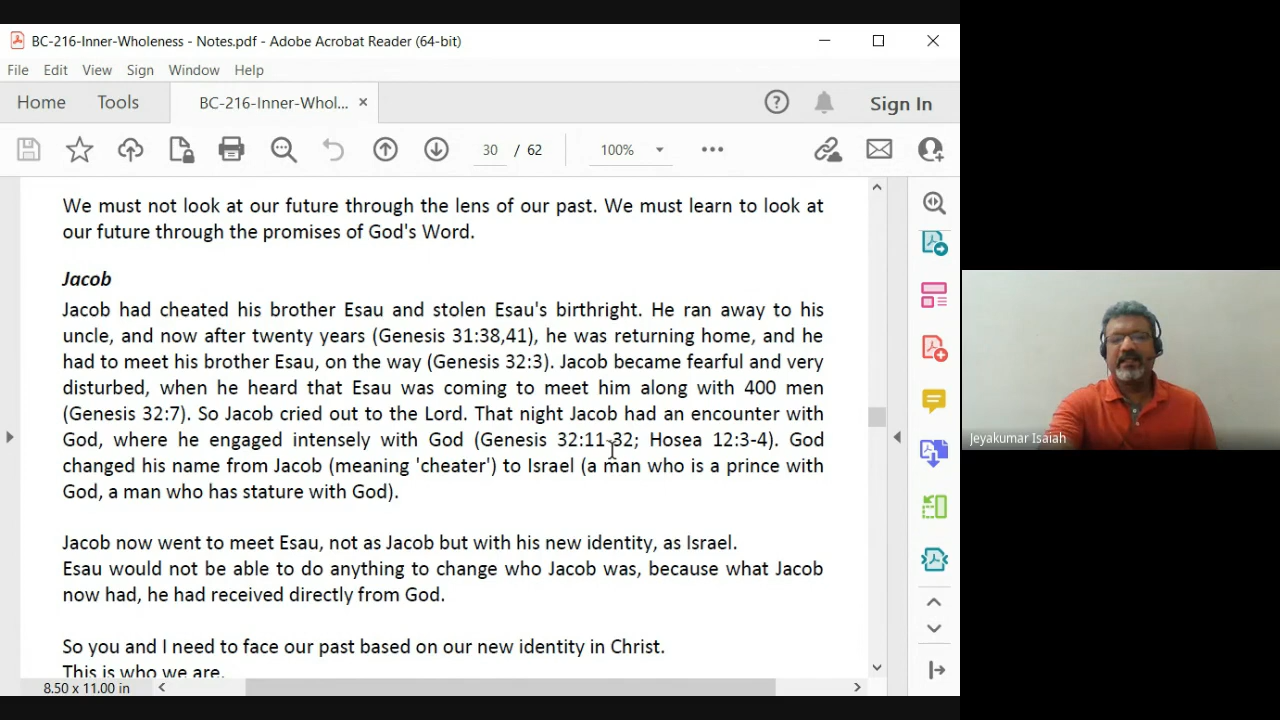 BC-216-Inner-Wholeness - Notes.pdf - Adobe Acrobat Reader (64-bit)
File Edit View Sign Window Help
Home Tools BC-216-Inner-Whol... × Sign In
30 / 62 100%
We must not look at our future through the lens of our past. We must learn to look at
our future through the promises of God's Word.
Jacob
Jacob had cheated his brother Esau and stolen Esau's birthright. He ran away to his
uncle, and now after twenty years (Genesis 31:38,41), he was returning home, and he
had to meet his brother Esau, on the way (Genesis 32:3). Jacob became fearful and very
disturbed, when he heard that Esau was coming to meet him along with 400 men
(Genesis 32:7). So Jacob cried out to the Lord. That night Jacob had an encounter with
God, where he engaged intensely with God (Genesis 32:11-32; Hosea 12:3-4). God
changed his name from Jacob (meaning 'cheater') to Israel (a man who is a prince with
God, a man who has stature with God).
Jacob now went to meet Esau, not as Jacob but with his new identity, as Israel.
Esau would not be able to do anything to change who Jacob was, because what Jacob
now had, he had received directly from God.
So you and I need to face our past based on our new identity in Christ.
This is who we are.
8.50 x 11.00 in
Jeyakumar Isaiah